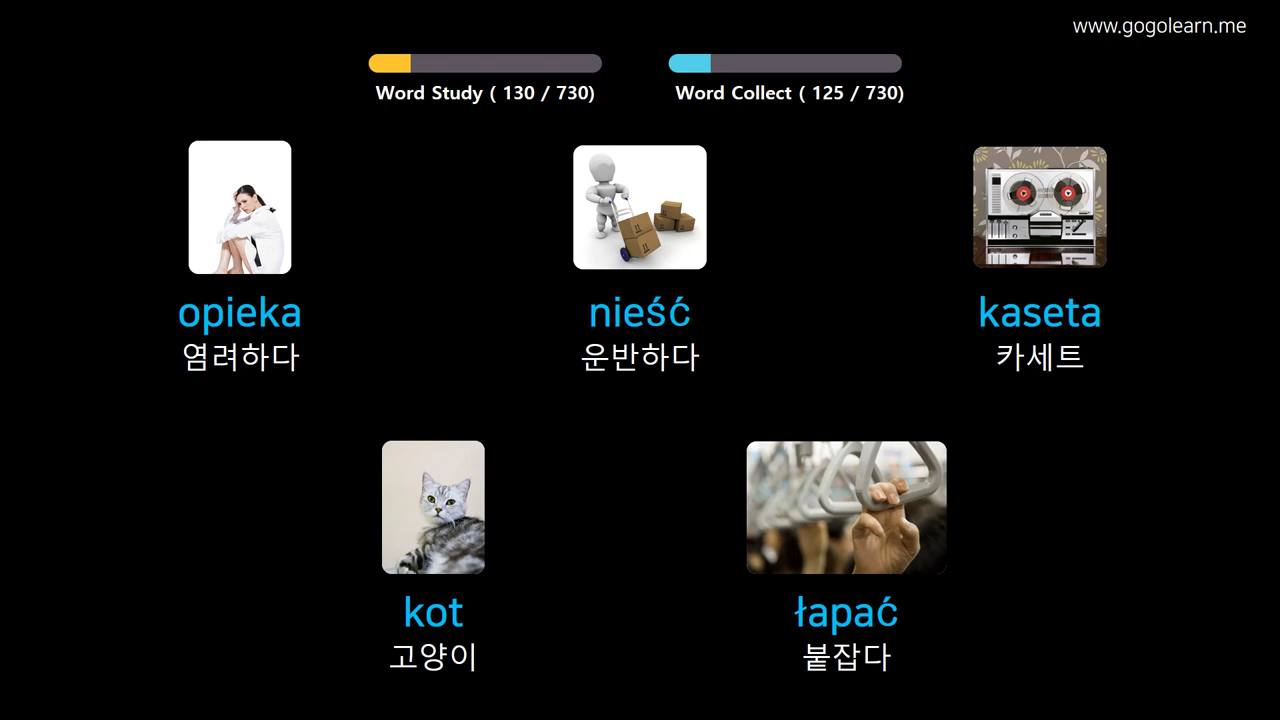 www.gogolearn.me
Word Study ( 130 / 730)
Word Collect ( 125 / 730)
opieka
염려하다
nieść
운반하다
kaseta
카세트
kot
고양이
łapać
붙잡다